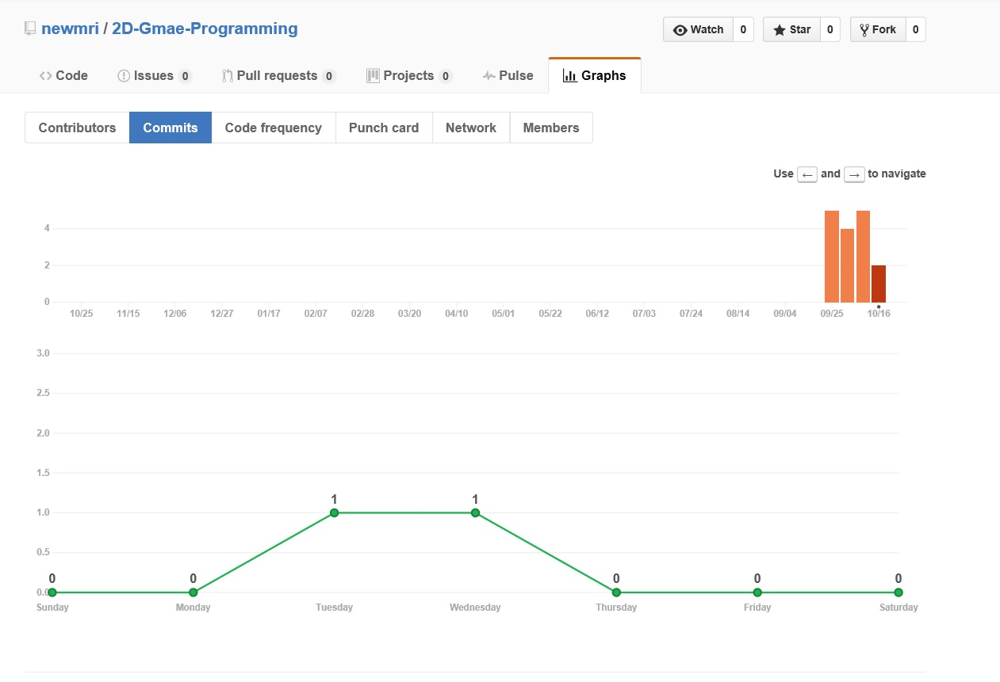 newmri / 2D-Gmae-Programming
Watch 0 Star 0 Fork 0
Code Issues 0 Pull requests 0 Projects 0 Pulse Graphs
Contributors Commits Code frequency Punch card Network Members
Use ← and → to navigate
4
2
0
10/25 11/15 12/06 12/27 01/17 02/07 02/28 03/20 04/10 05/01 05/22 06/12 07/03 07/24 08/14 09/04 09/25 10/16
3.0
2.5
2.0
1.5
1 1
1.0
0.5
0 0 0 0 0
0.0
Sunday Monday Tuesday Wednesday Thursday Friday Saturday